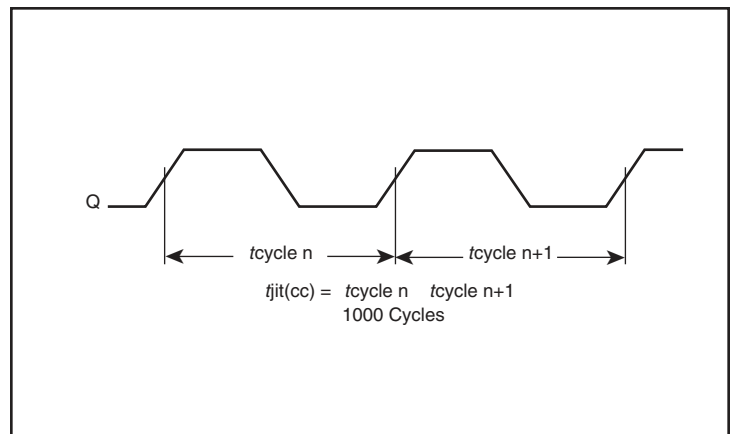 Q
tcycle n
tcycle n+1
tjit(cc) = tcycle n tcycle n+1
1000 Cycles